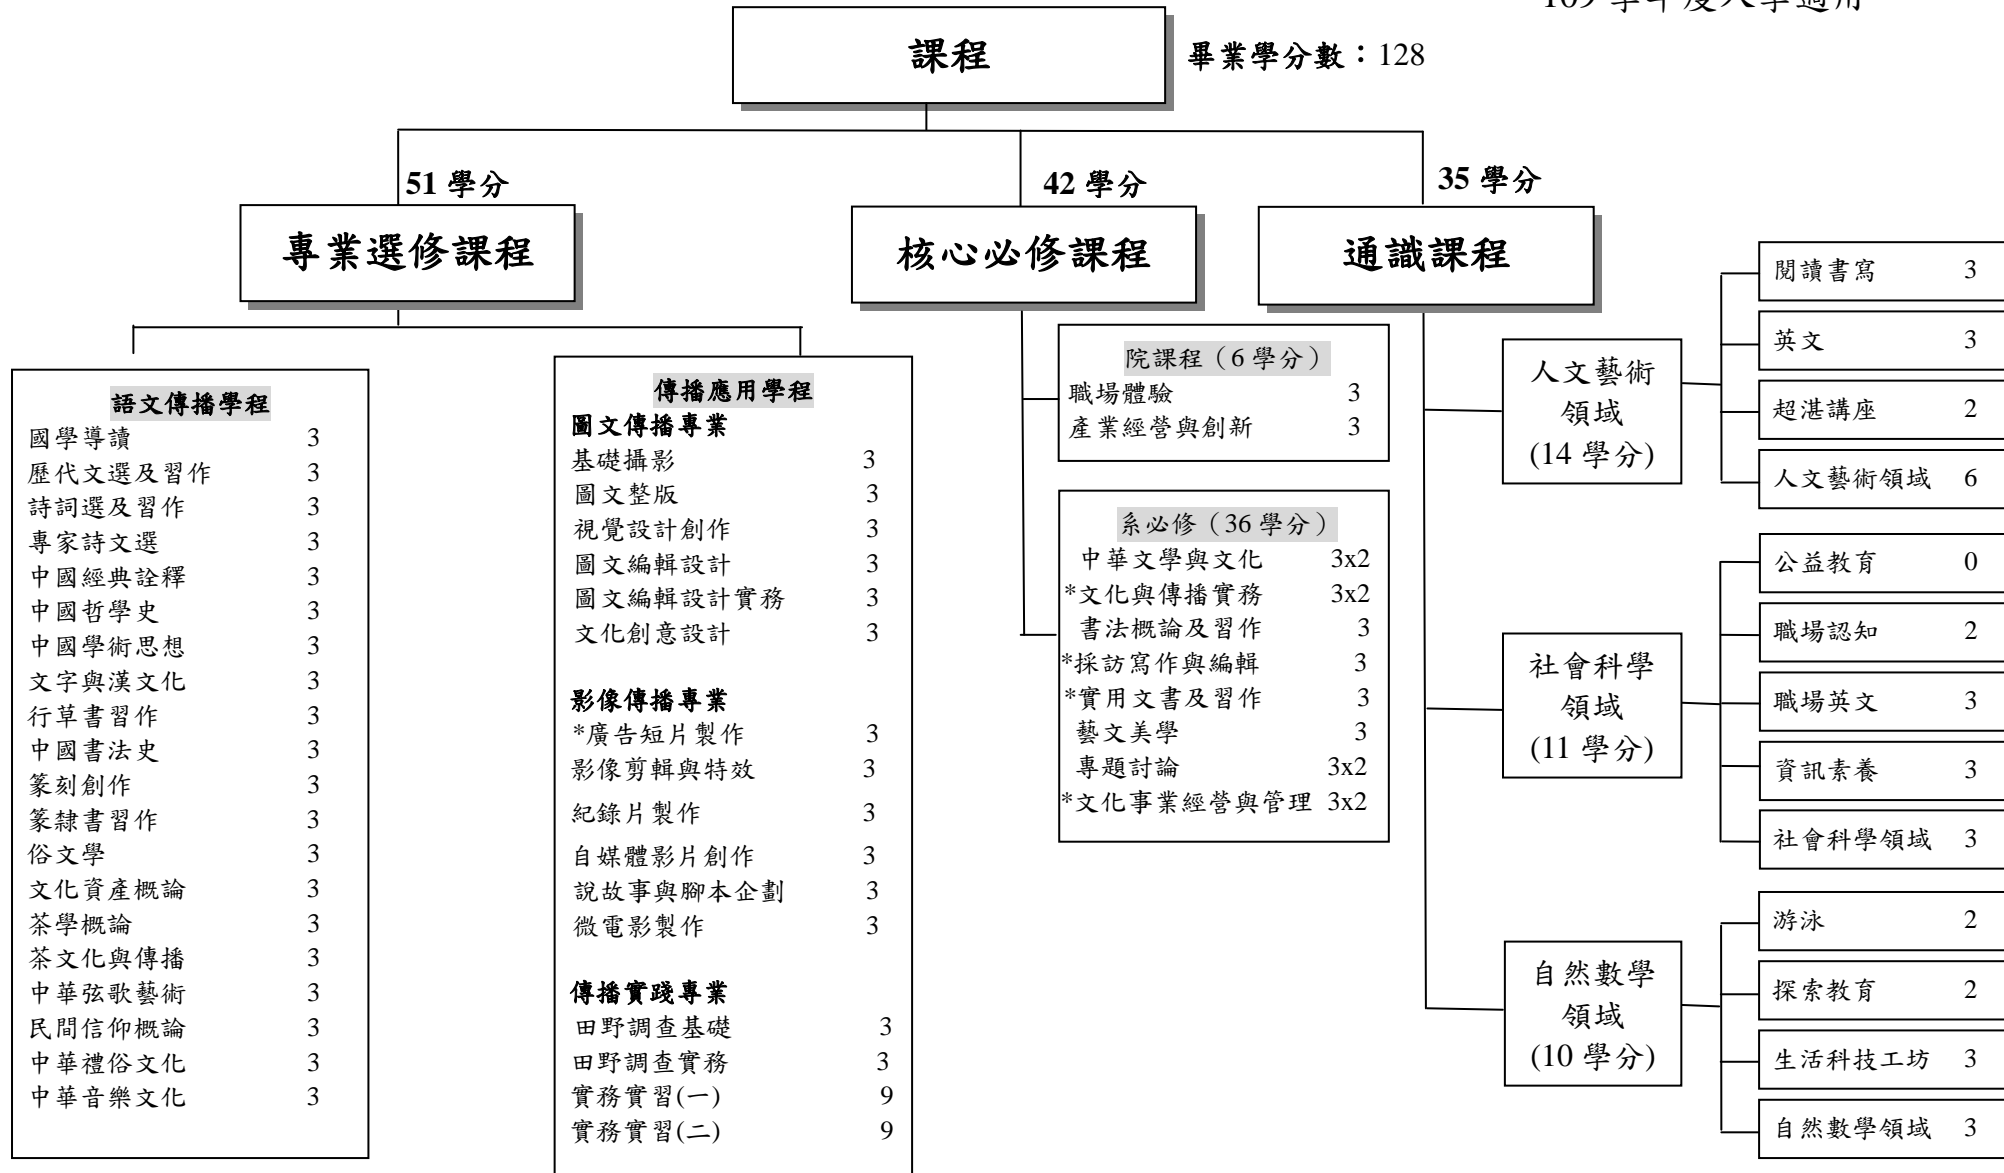 109 學年度入學適用
課程
畢業學分數：128
51 學分
42 學分
35 學分
專業選修課程
核心必修課程
通識課程
語文傳播學程
國學導讀 3
歷代文選及習作 3
詩詞選及習作 3
專家詩文選 3
中國經典詮釋 3
中國哲學史 3
中國學術思想 3
文字與漢文化 3
行草書習作 3
中國書法史 3
篆刻創作 3
篆隸書習作 3
俗文學 3
文化資產概論 3
茶學概論 3
茶文化與傳播 3
中華弦歌藝術 3
民間信仰概論 3
中華禮俗文化 3
中華音樂文化 3
傳播應用學程
圖文傳播專業
基礎攝影 3
圖文整版 3
視覺設計創作 3
圖文編輯設計 3
圖文編輯設計實務 3
文化創意設計 3
影像傳播專業
*廣告短片製作 3
影像剪輯與特效 3
紀錄片製作 3
自媒體影片創作 3
說故事與腳本企劃 3
微電影製作 3
傳播實踐專業
田野調查基礎 3
田野調查實務 3
實務實習(一) 9
實務實習(二) 9
院課程（6 學分）
職場體驗 3
產業經營與創新 3
系必修（36 學分）
中華文學與文化 3x2
*文化與傳播實務 3x2
書法概論及習作 3
*採訪寫作與編輯 3
*實用文書及習作 3
藝文美學 3
專題討論 3x2
*文化事業經營與管理 3x2
人文藝術
領域
(14 學分)
閱讀書寫 3
英文 3
超湛講座 2
人文藝術領域 6
社會科學
領域
(11 學分)
公益教育 0
職場認知 2
職場英文 3
資訊素養 3
社會科學領域 3
自然數學
領域
(10 學分)
游泳 2
探索教育 2
生活科技工坊 3
自然數學領域 3